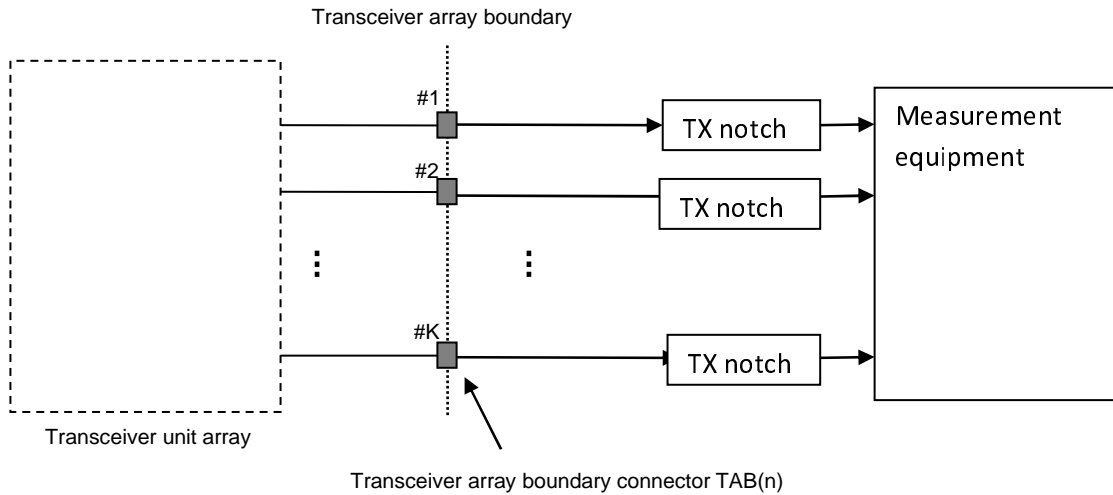 Transceiver array boundary
#1
TX notch
Measurement
equipment
#2
TX notch
#K
TX notch
Transceiver unit array
Transceiver array boundary connector TAB(n)